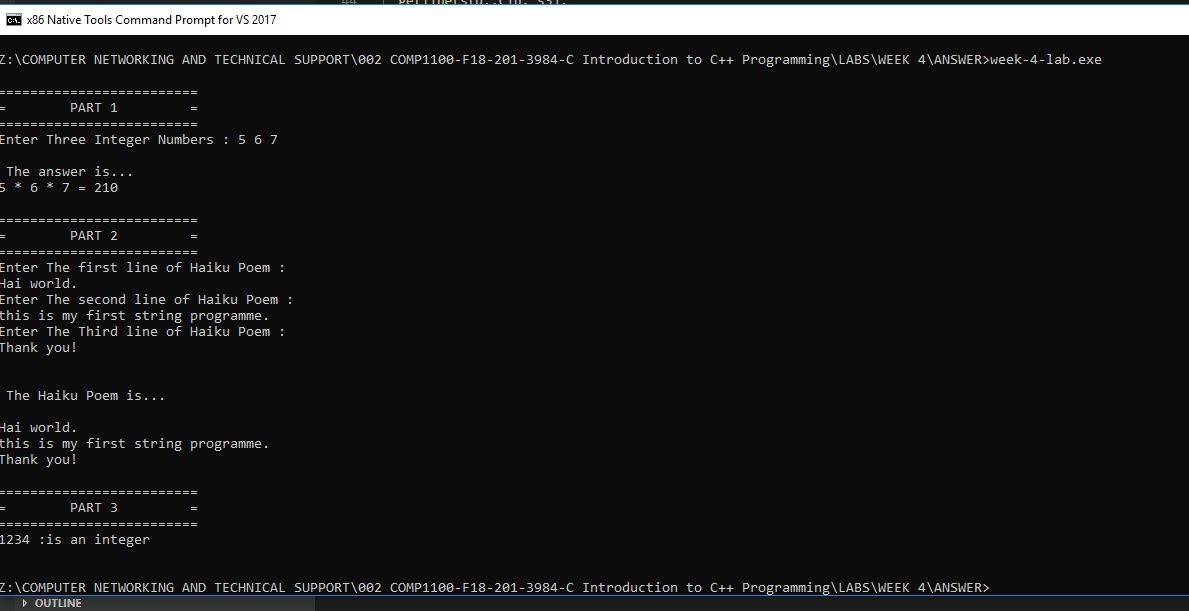 getline(std::cin, s3);
x86 Native Tools Command Prompt for VS 2017
Z:\COMPUTER NETWORKING AND TECHNICAL SUPPORT\002 COMP1100-F18-201-3984-C Introduction to C++ Programming\LABS\WEEK 4\ANSWER>week-4-lab.exe
=========================
= PART 1 =
=========================
Enter Three Integer Numbers : 5 6 7
The answer is...
5 * 6 * 7 = 210
=========================
= PART 2 =
=========================
Enter The first line of Haiku Poem :
Hai world.
Enter The second line of Haiku Poem :
this is my first string programme.
Enter The Third line of Haiku Poem :
Thank you!
The Haiku Poem is...
Hai world.
this is my first string programme.
Thank you!
=========================
= PART 3 =
=========================
1234 :is an integer
Z:\COMPUTER NETWORKING AND TECHNICAL SUPPORT\002 COMP1100-F18-201-3984-C Introduction to C++ Programming\LABS\WEEK 4\ANSWER>
OUTLINE